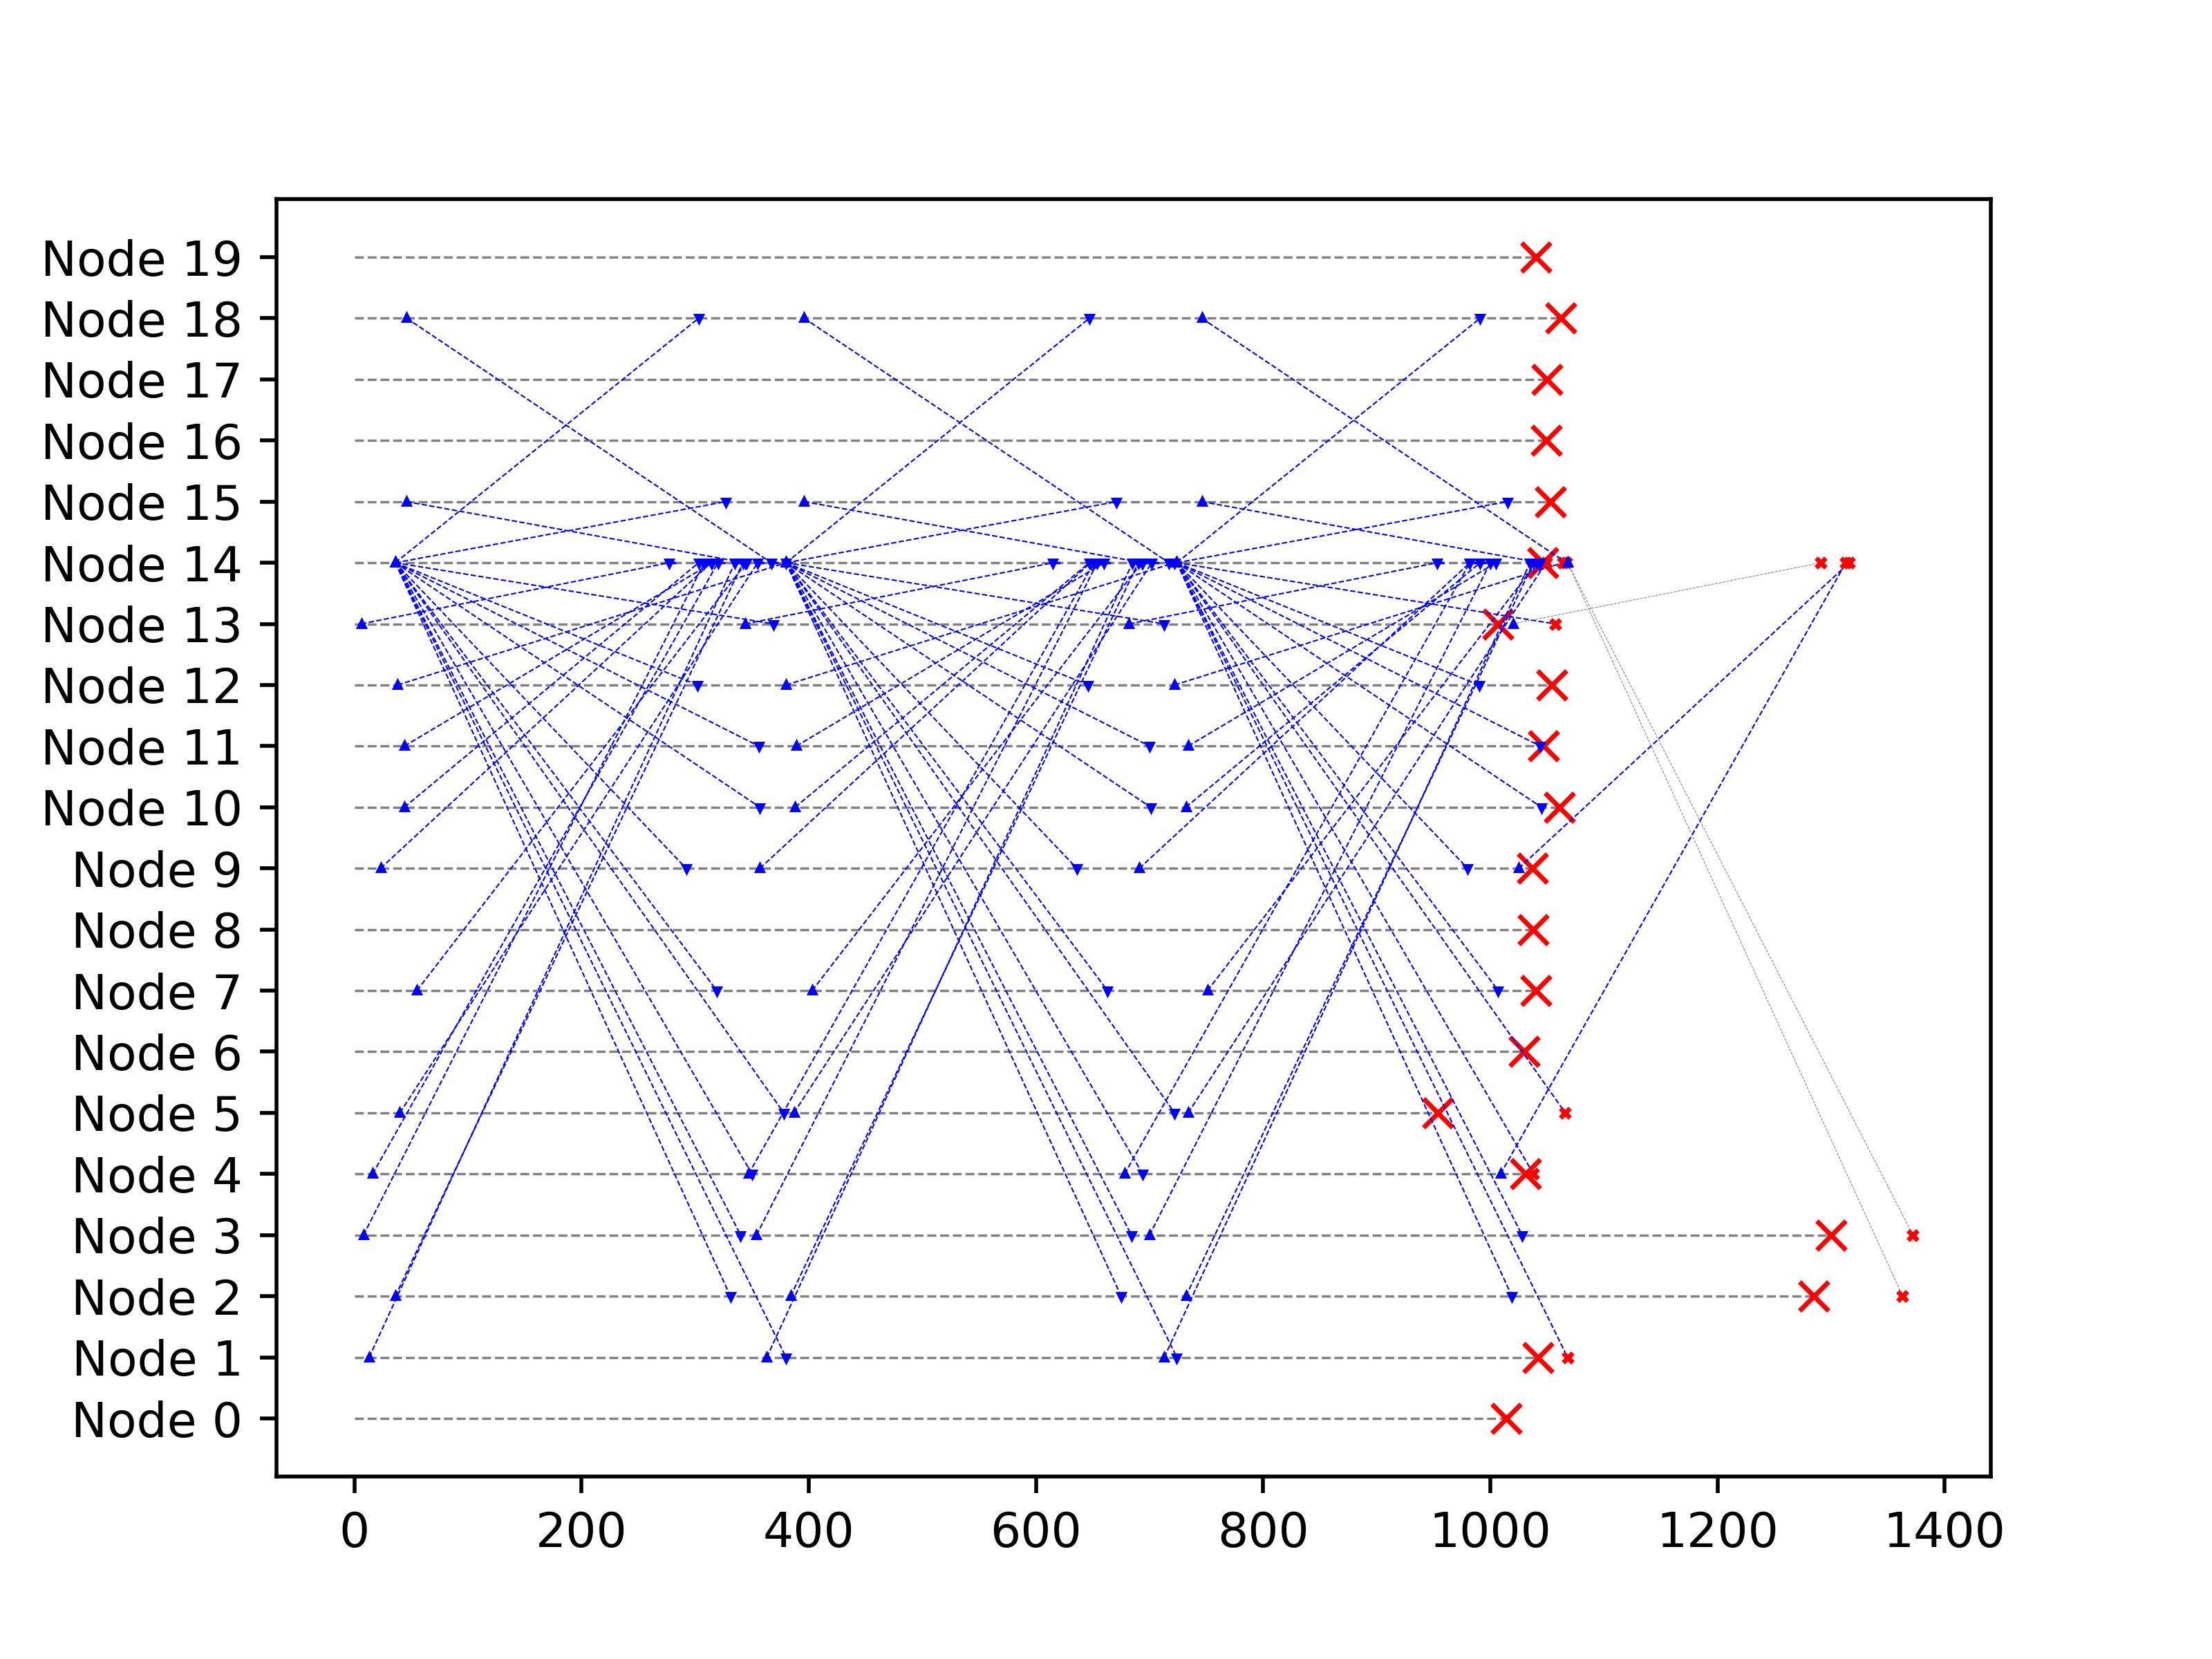 Node 19
Node 18
Node 17
Node 16
Node 15
Node 14
Node 13
Node 12
Node 11
Node 10
Node 9
Node 8
Node 7
Node 6
Node 5
Node 4
Node 3
Node 2
Node 1
Node 0
0 200 400 600 800 1000 1200 1400